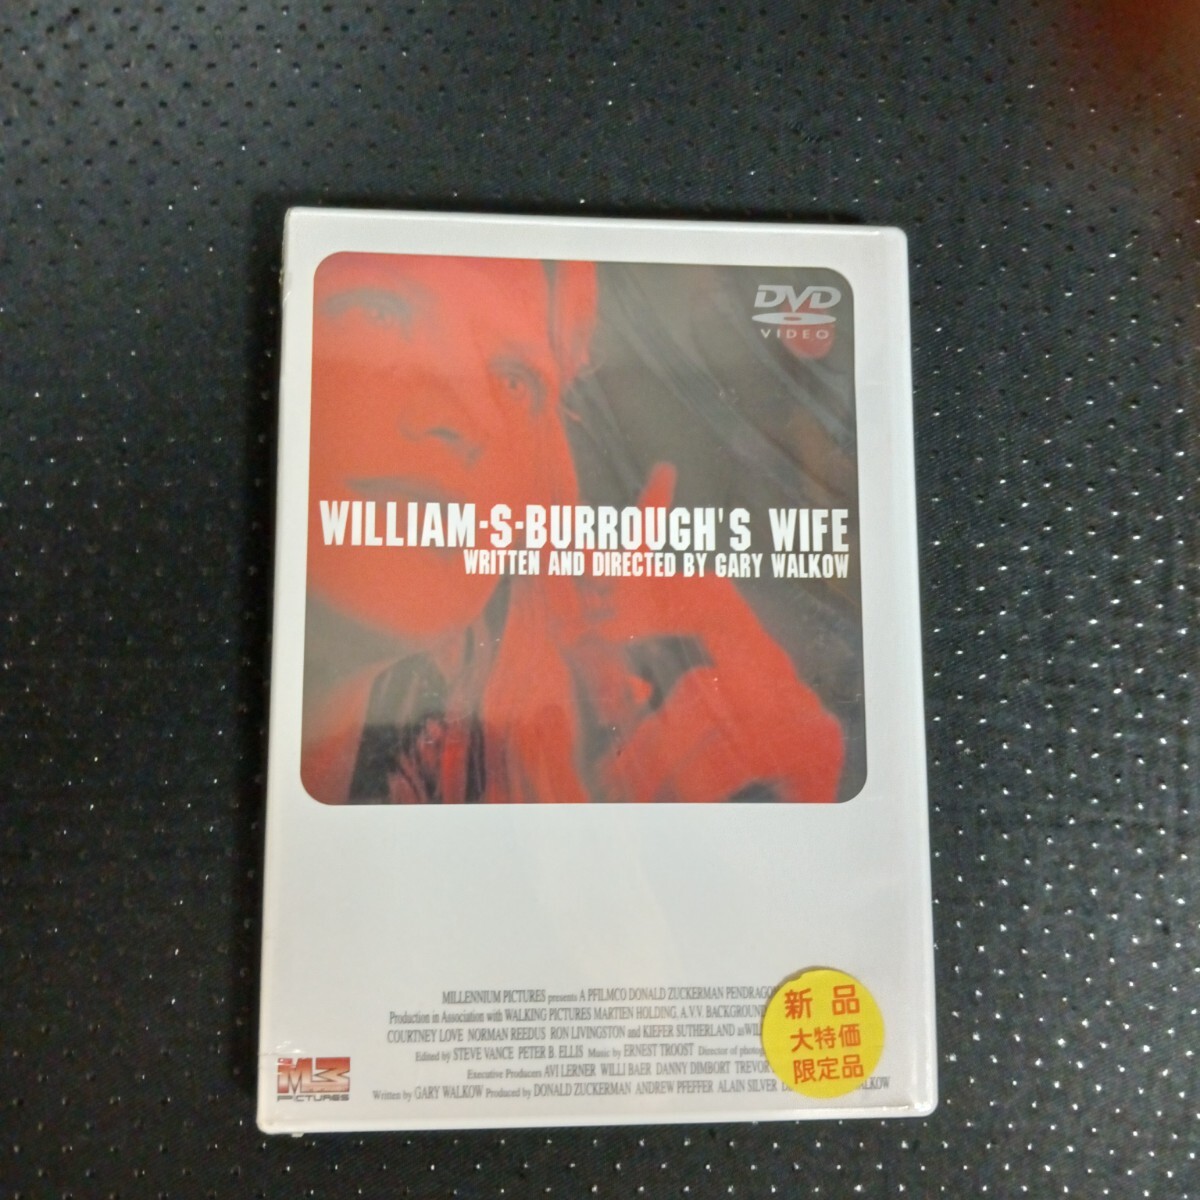 DVD
VIDEO
WILLIAM-S-BURROUGH'S WIFE
WRITTEN AND DIRECTED BY GARY WALKOW
MILLENNIUM PICTURES presents A PFILMCO DONALD ZUCKERMAN PENDRAGON
Production in Association with WALKING PICTURES MARTIEN HOLDING, A.V.V. BACKGROUND
COURTNEY LOVE NORMAN REEDUS RON LIVINGSTON and KIEFER SUTHERLAND as WILL
Edited by STEVE VANCE PETER B. ELLIS Music by ERNEST TROOST Director of photog
Executive Producers AVI LERNER WILLI BAER DANNY DIMBORT TREVOR
Written by GARY WALKOW Produced by DONALD ZUCKERMAN ANDREW PFEFFER ALAIN SILVER WALKOW
新品
大特価
限定品
M3
PICTURES